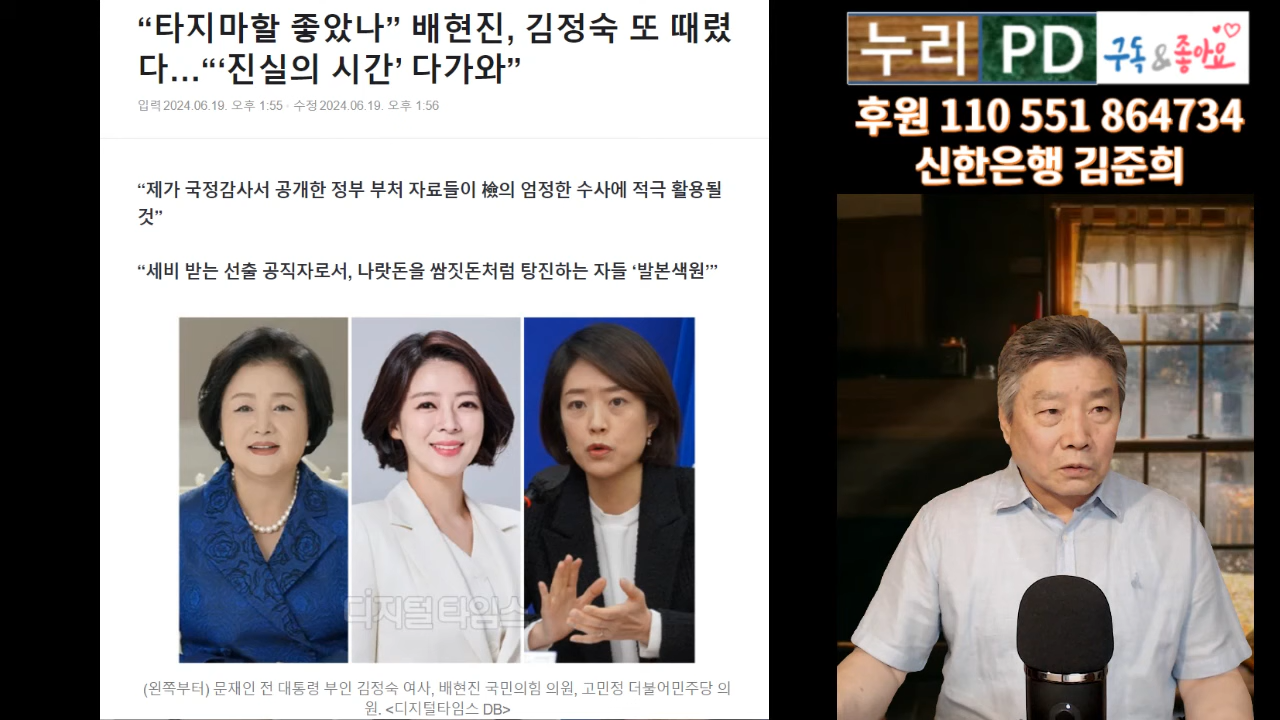 “타지마할 좋았나” 배현진, 김정숙 또 때렸
다…“‘진실의 시간’ 다가와”
입력 2024.06.19. 오후 1:55 · 수정 2024.06.19. 오후 1:56
“제가 국정감사서 공개한 정부 부처 자료들이 檢의 엄정한 수사에 적극 활용될
것”
“세비 받는 선출 공직자로서, 나랏돈을 쌈짓돈처럼 탕진하는 자들 ‘발본색원’”
디지털타임스
(왼쪽부터) 문재인 전 대통령 부인 김정숙 여사, 배현진 국민의힘 의원, 고민정 더불어민주당 의
원. <디지털타임스 DB>
누리 PD 구독&좋아요
후원 110 551 864734
신한은행 김준희